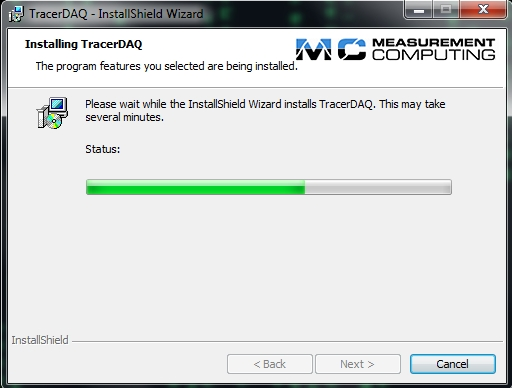 TracerDAQ - InstallShield Wizard
Installing TracerDAQ
The program features you selected are being installed.
MC MEASUREMENT
COMPUTING
Please wait while the InstallShield Wizard installs TracerDAQ. This may take
several minutes.
Status:
InstallShield
< Back
Next >
Cancel